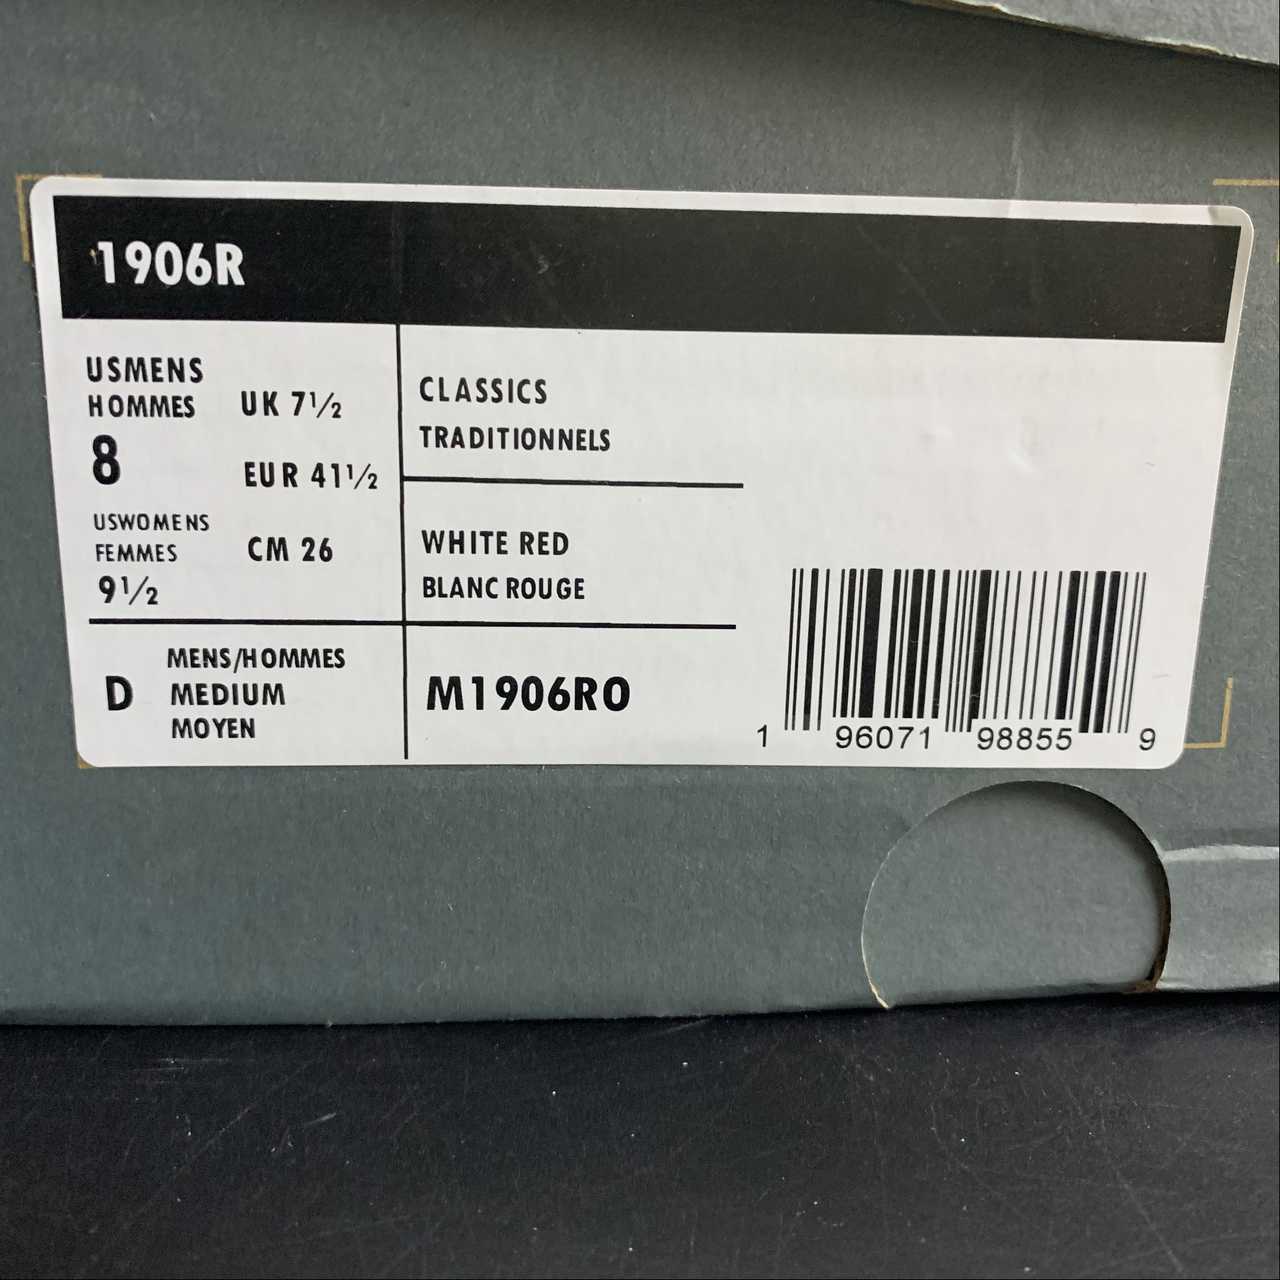 1906R
USMENS
HOMMES
8
UK 7½
EUR 41½
USWOMENS
FEMMES
9½
CM 26
CLASSICS
TRADITIONNELS
WHITE RED
BLANC ROUGE
D
MENS/HOMMES
MEDIUM
MOYEN
M1906RO
1 96071 98855 9